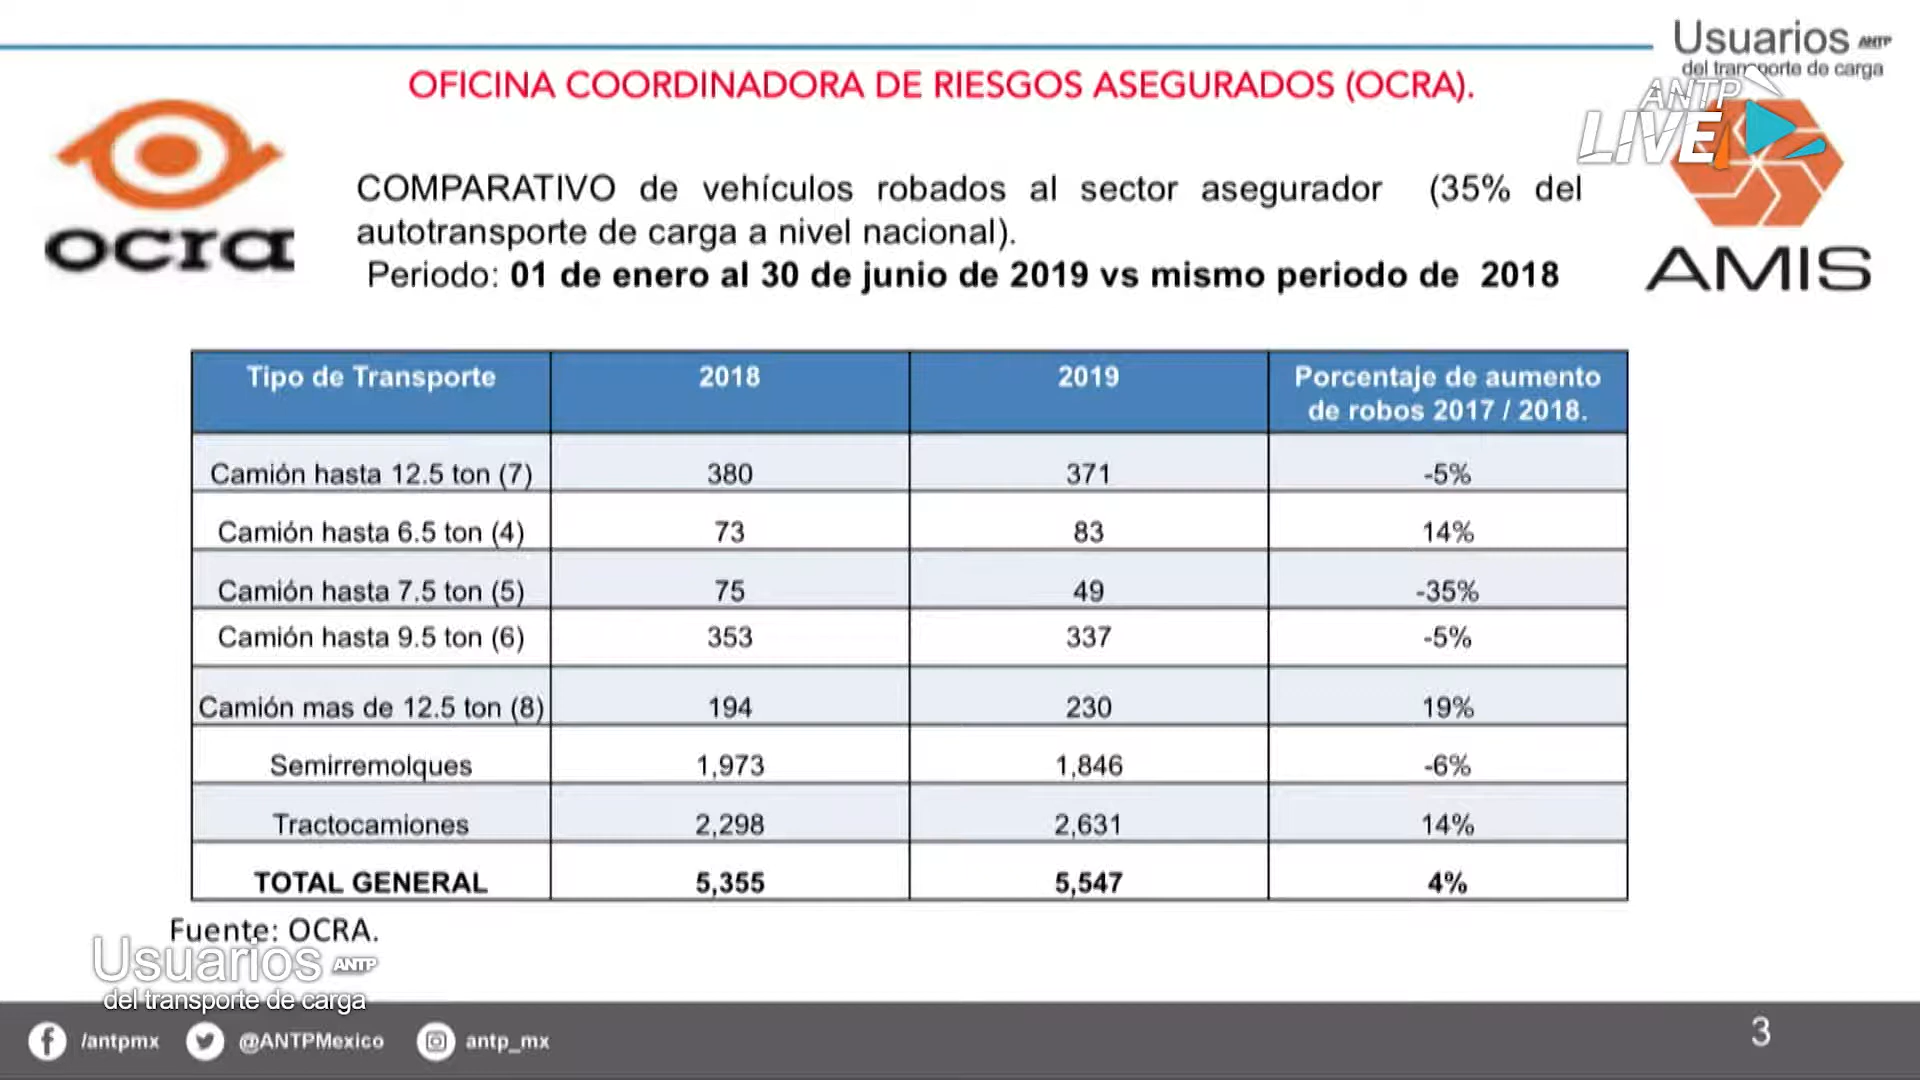 Usuarios ANTP
del transporte de carga
OFICINA COORDINADORA DE RIESGOS ASEGURADOS (OCRA).
ANTP
LIVE
ocra
AMIS
COMPARATIVO de vehículos robados al sector asegurador (35% del
autotransporte de carga a nivel nacional).
Periodo: 01 de enero al 30 de junio de 2019 vs mismo periodo de 2018
Tipo de Transporte 2018 2019 Porcentaje de aumento
de robos 2017 / 2018.
Camión hasta 12.5 ton (7) 380 371 -5%
Camión hasta 6.5 ton (4) 73 83 14%
Camión hasta 7.5 ton (5) 75 49 -35%
Camión hasta 9.5 ton (6) 353 337 -5%
Camión mas de 12.5 ton (8) 194 230 19%
Semirremolques 1,973 1,846 -6%
Tractocamiones 2,298 2,631 14%
TOTAL GENERAL 5,355 5,547 4%
Fuente: OCRA.
Usuarios ANTP
del transporte de carga
/antpmx @ANTPMexico antp_mx
3